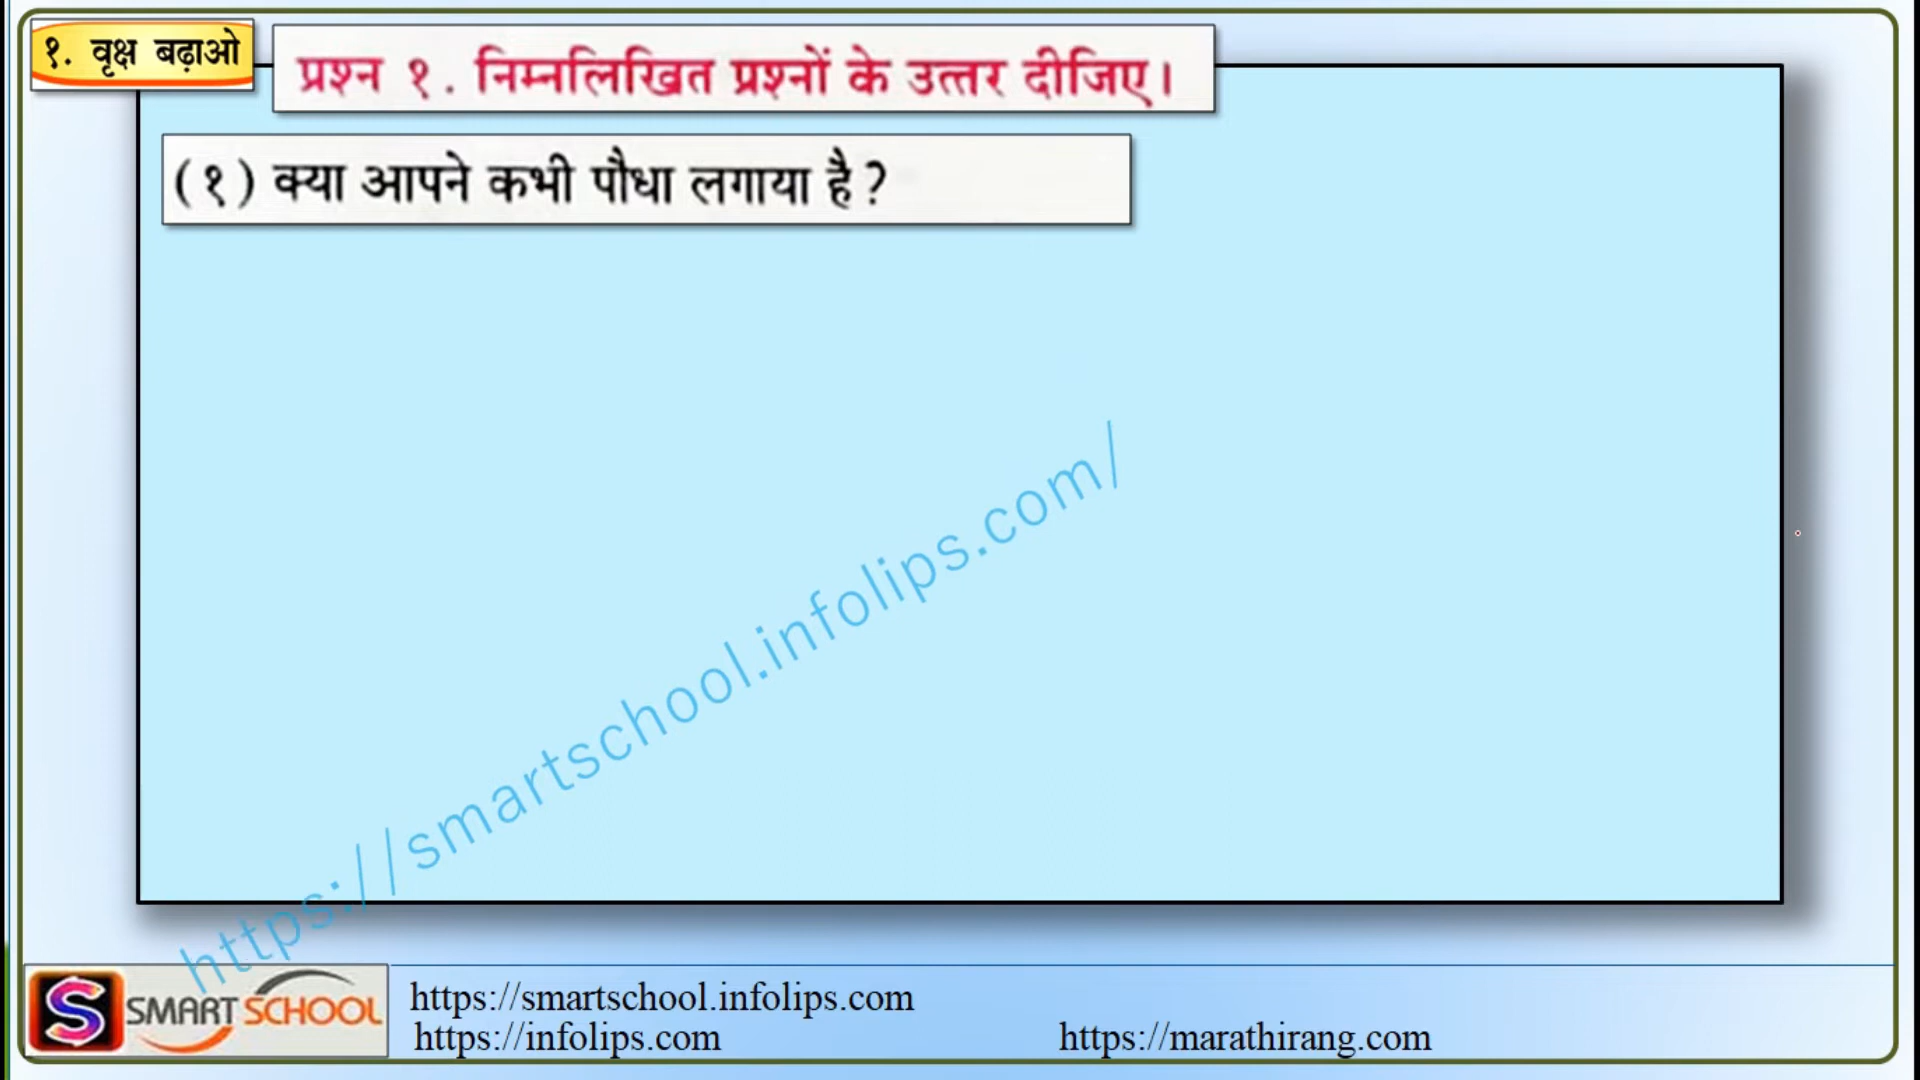 १. वृक्ष बढ़ाओ
प्रश्न १. निम्नलिखित प्रश्नों के उत्तर दीजिए।
(१) क्या आपने कभी पौधा लगाया है?
https://smartschool.infolips.com/
S SMART SCHOOL
https://smartschool.infolips.com
https://infolips.com
https://marathirang.com